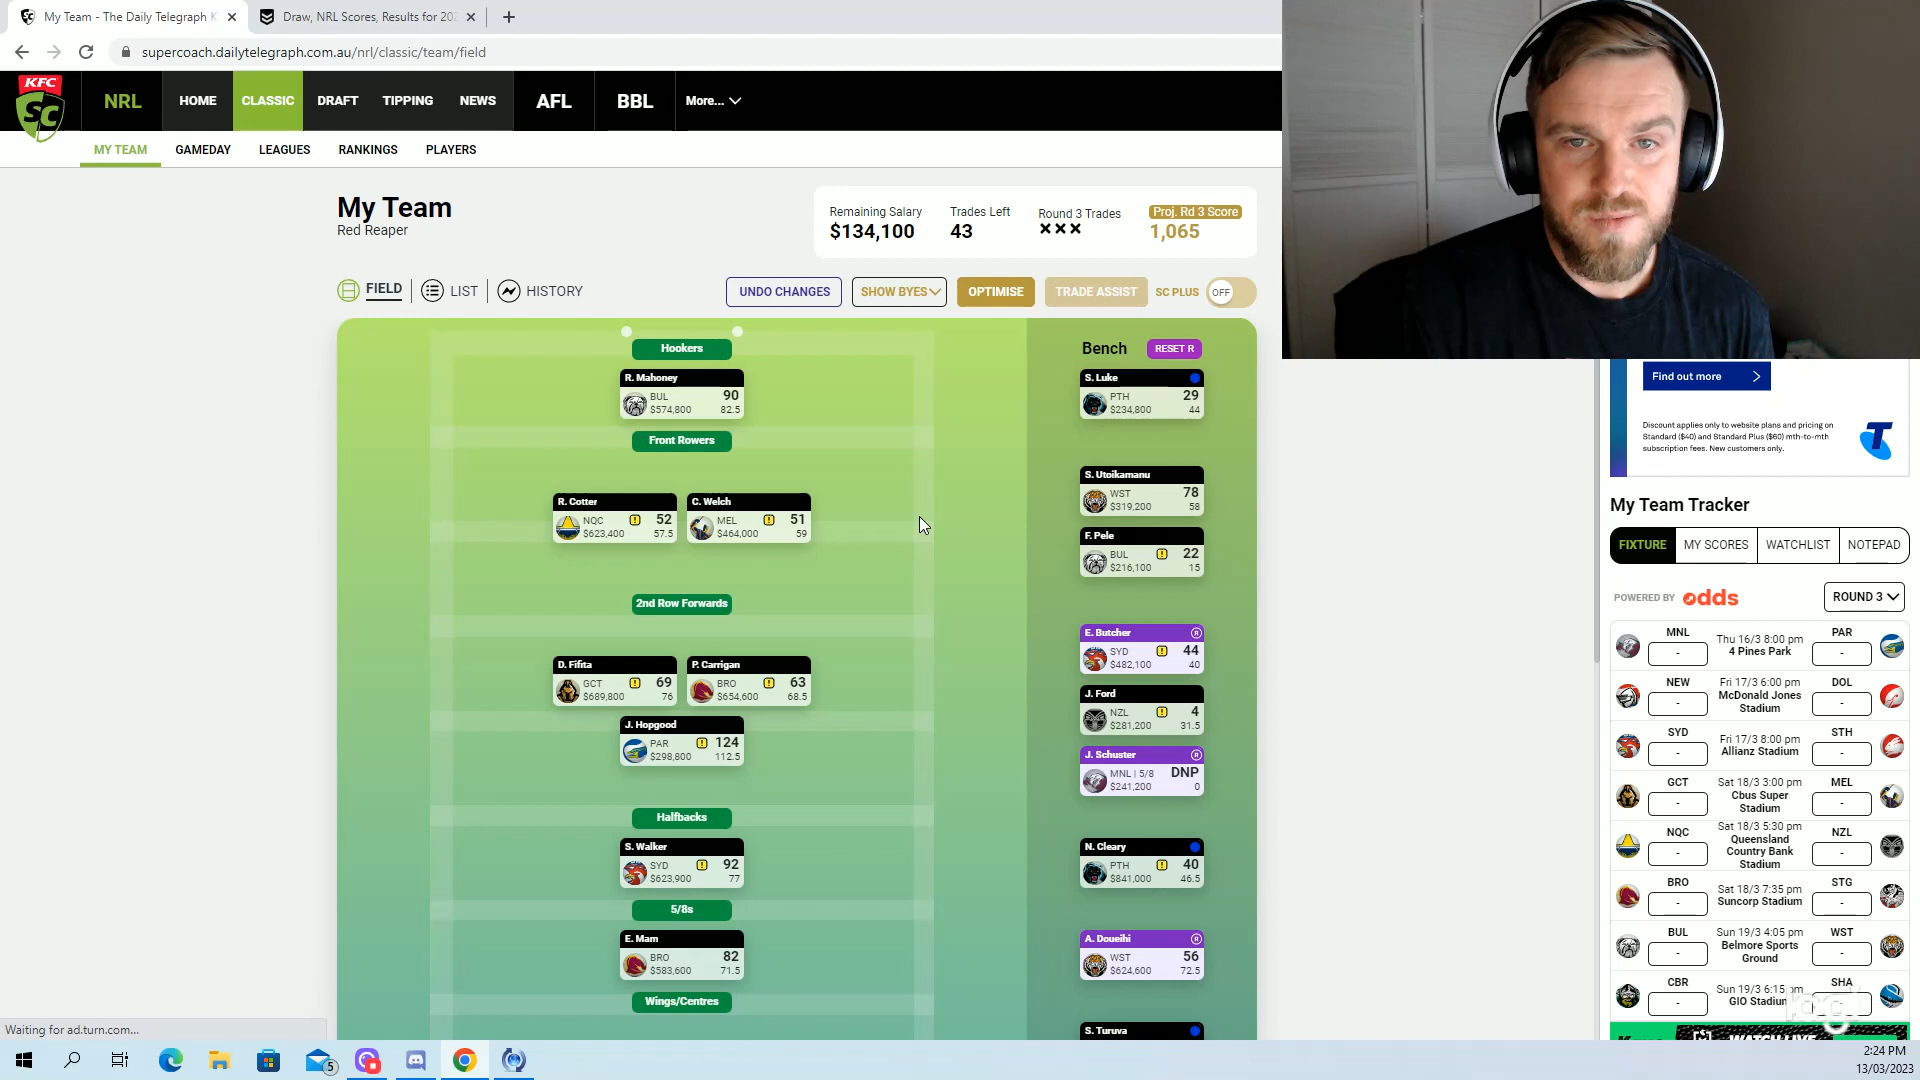 My Team - The Daily Telegraph K
Draw, NRL Scores, Results for 202
supercoach.dailytelegraph.com.au/nrl/classic/team/field
KFC
SC
NRL
HOME
CLASSIC
DRAFT
TIPPING
NEWS
AFL
BBL
More...
MY TEAM
GAMEDAY
LEAGUES
RANKINGS
PLAYERS
My Team
Red Reaper
Remaining Salary
$134,100
Trades Left
43
Round 3 Trades
Proj. Rd 3 Score
1,065
FIELD
LIST
HISTORY
UNDO CHANGES
SHOW BYES
OPTIMISE
TRADE ASSIST
SC PLUS
OFF
Hookers
R. Mahoney
BUL 90
$574,800 82.5
Front Rowers
R. Cotter
NQC 52
$623,400 57.5
C. Welch
MEL 51
$464,000 59
2nd Row Forwards
D. Fifita
GCT 69
$689,800 76
P. Carrigan
BRO 63
$654,600 68.5
J. Hopgood
PAR 124
$298,800 112.5
Halfbacks
S. Walker
SYD 92
$623,900 77
5/8s
E. Mam
BRO 82
$583,600 71.5
Wings/Centres
Bench
RESET R
S. Luke
PTH 29
$234,800 44
S. Utoikamanu
WST 78
$319,200 58
F. Pele
BUL 22
$216,100 15
E. Butcher R
SYD 44
$482,100 40
J. Ford
NZL 4
$281,200 31.5
J. Schuster R
MNL | 5/8 DNP
$241,200 0
N. Cleary
PTH 40
$841,000 46.5
A. Doueihi R
WST 56
$624,600 72.5
S. Turuva
Find out more
Discount applies only to website plans and pricing on
Standard ($40) and Standard Plus ($60) mth-to-mth
subscription fees. New customers only.
T
My Team Tracker
FIXTURE
MY SCORES
WATCHLIST
NOTEPAD
POWERED BY odds
ROUND 3
MNL Thu 16/3 8:00 pm PAR
- 4 Pines Park -
NEW Fri 17/3 6:00 pm DOL
- McDonald Jones -
Stadium
SYD Fri 17/3 8:00 pm STH
- Allianz Stadium -
GCT Sat 18/3 3:00 pm MEL
- Cbus Super -
Stadium
NQC Sat 18/3 5:30 pm NZL
- Queensland -
Country Bank
Stadium
BRO Sat 18/3 7:35 pm STG
- Suncorp Stadium -
BUL Sun 19/3 4:05 pm WST
- Belmore Sports -
Ground
CBR Sun 19/3 6:15 pm SHA
- GIO Stadium -
WATCH LIVE
Waiting for ad.turn.com...
5
2:24 PM
13/03/2023